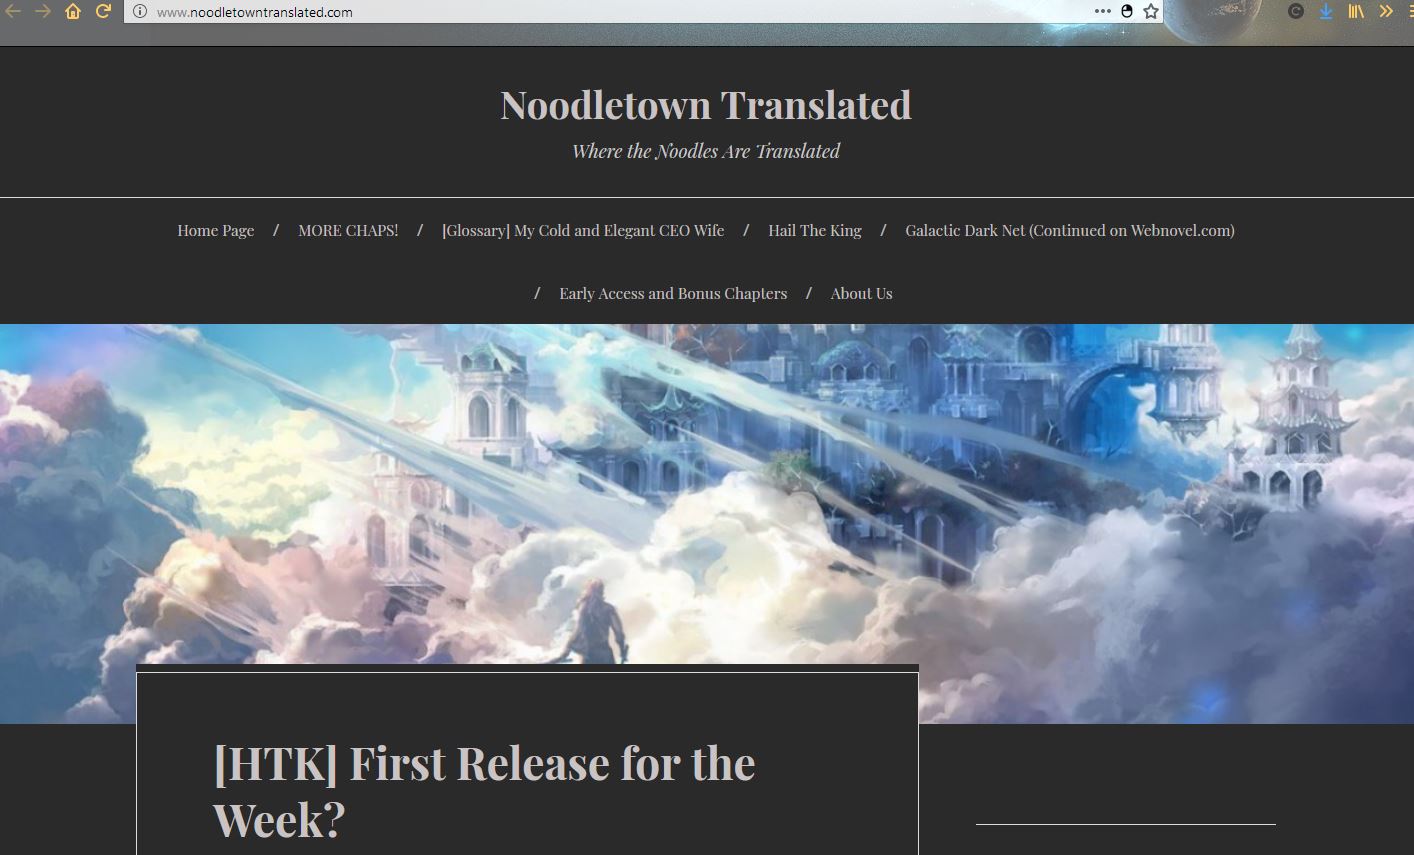 www.noodletowntranslated.com
Noodletown Translated
Where the Noodles Are Translated
Home Page / MORE CHAPS! / [Glossary] My Cold and Elegant CEO Wife / Hail The King / Galactic Dark Net (Continued on Webnovel.com)
/ Early Access and Bonus Chapters / About Us
[HTK] First Release for the
Week?